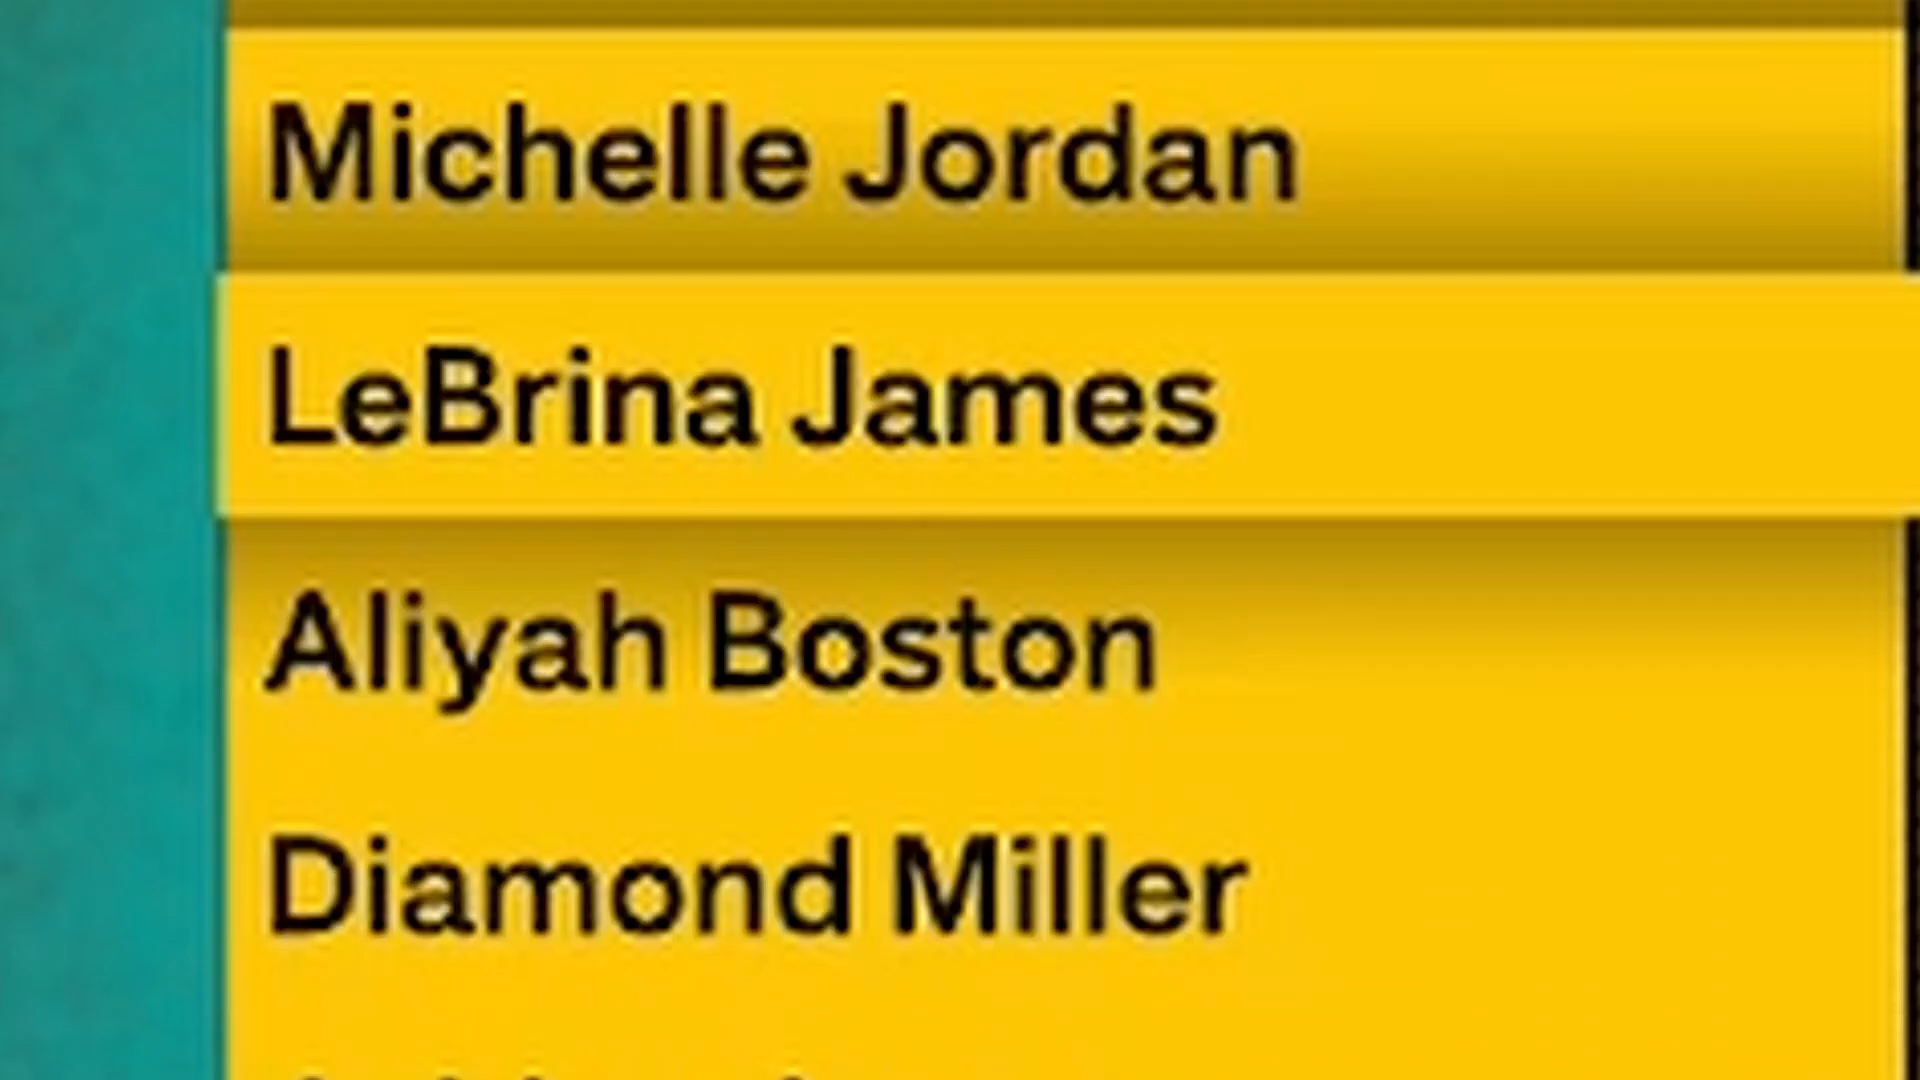 Michelle Jordan
LeBrina James
Aliyah Boston
Diamond Miller